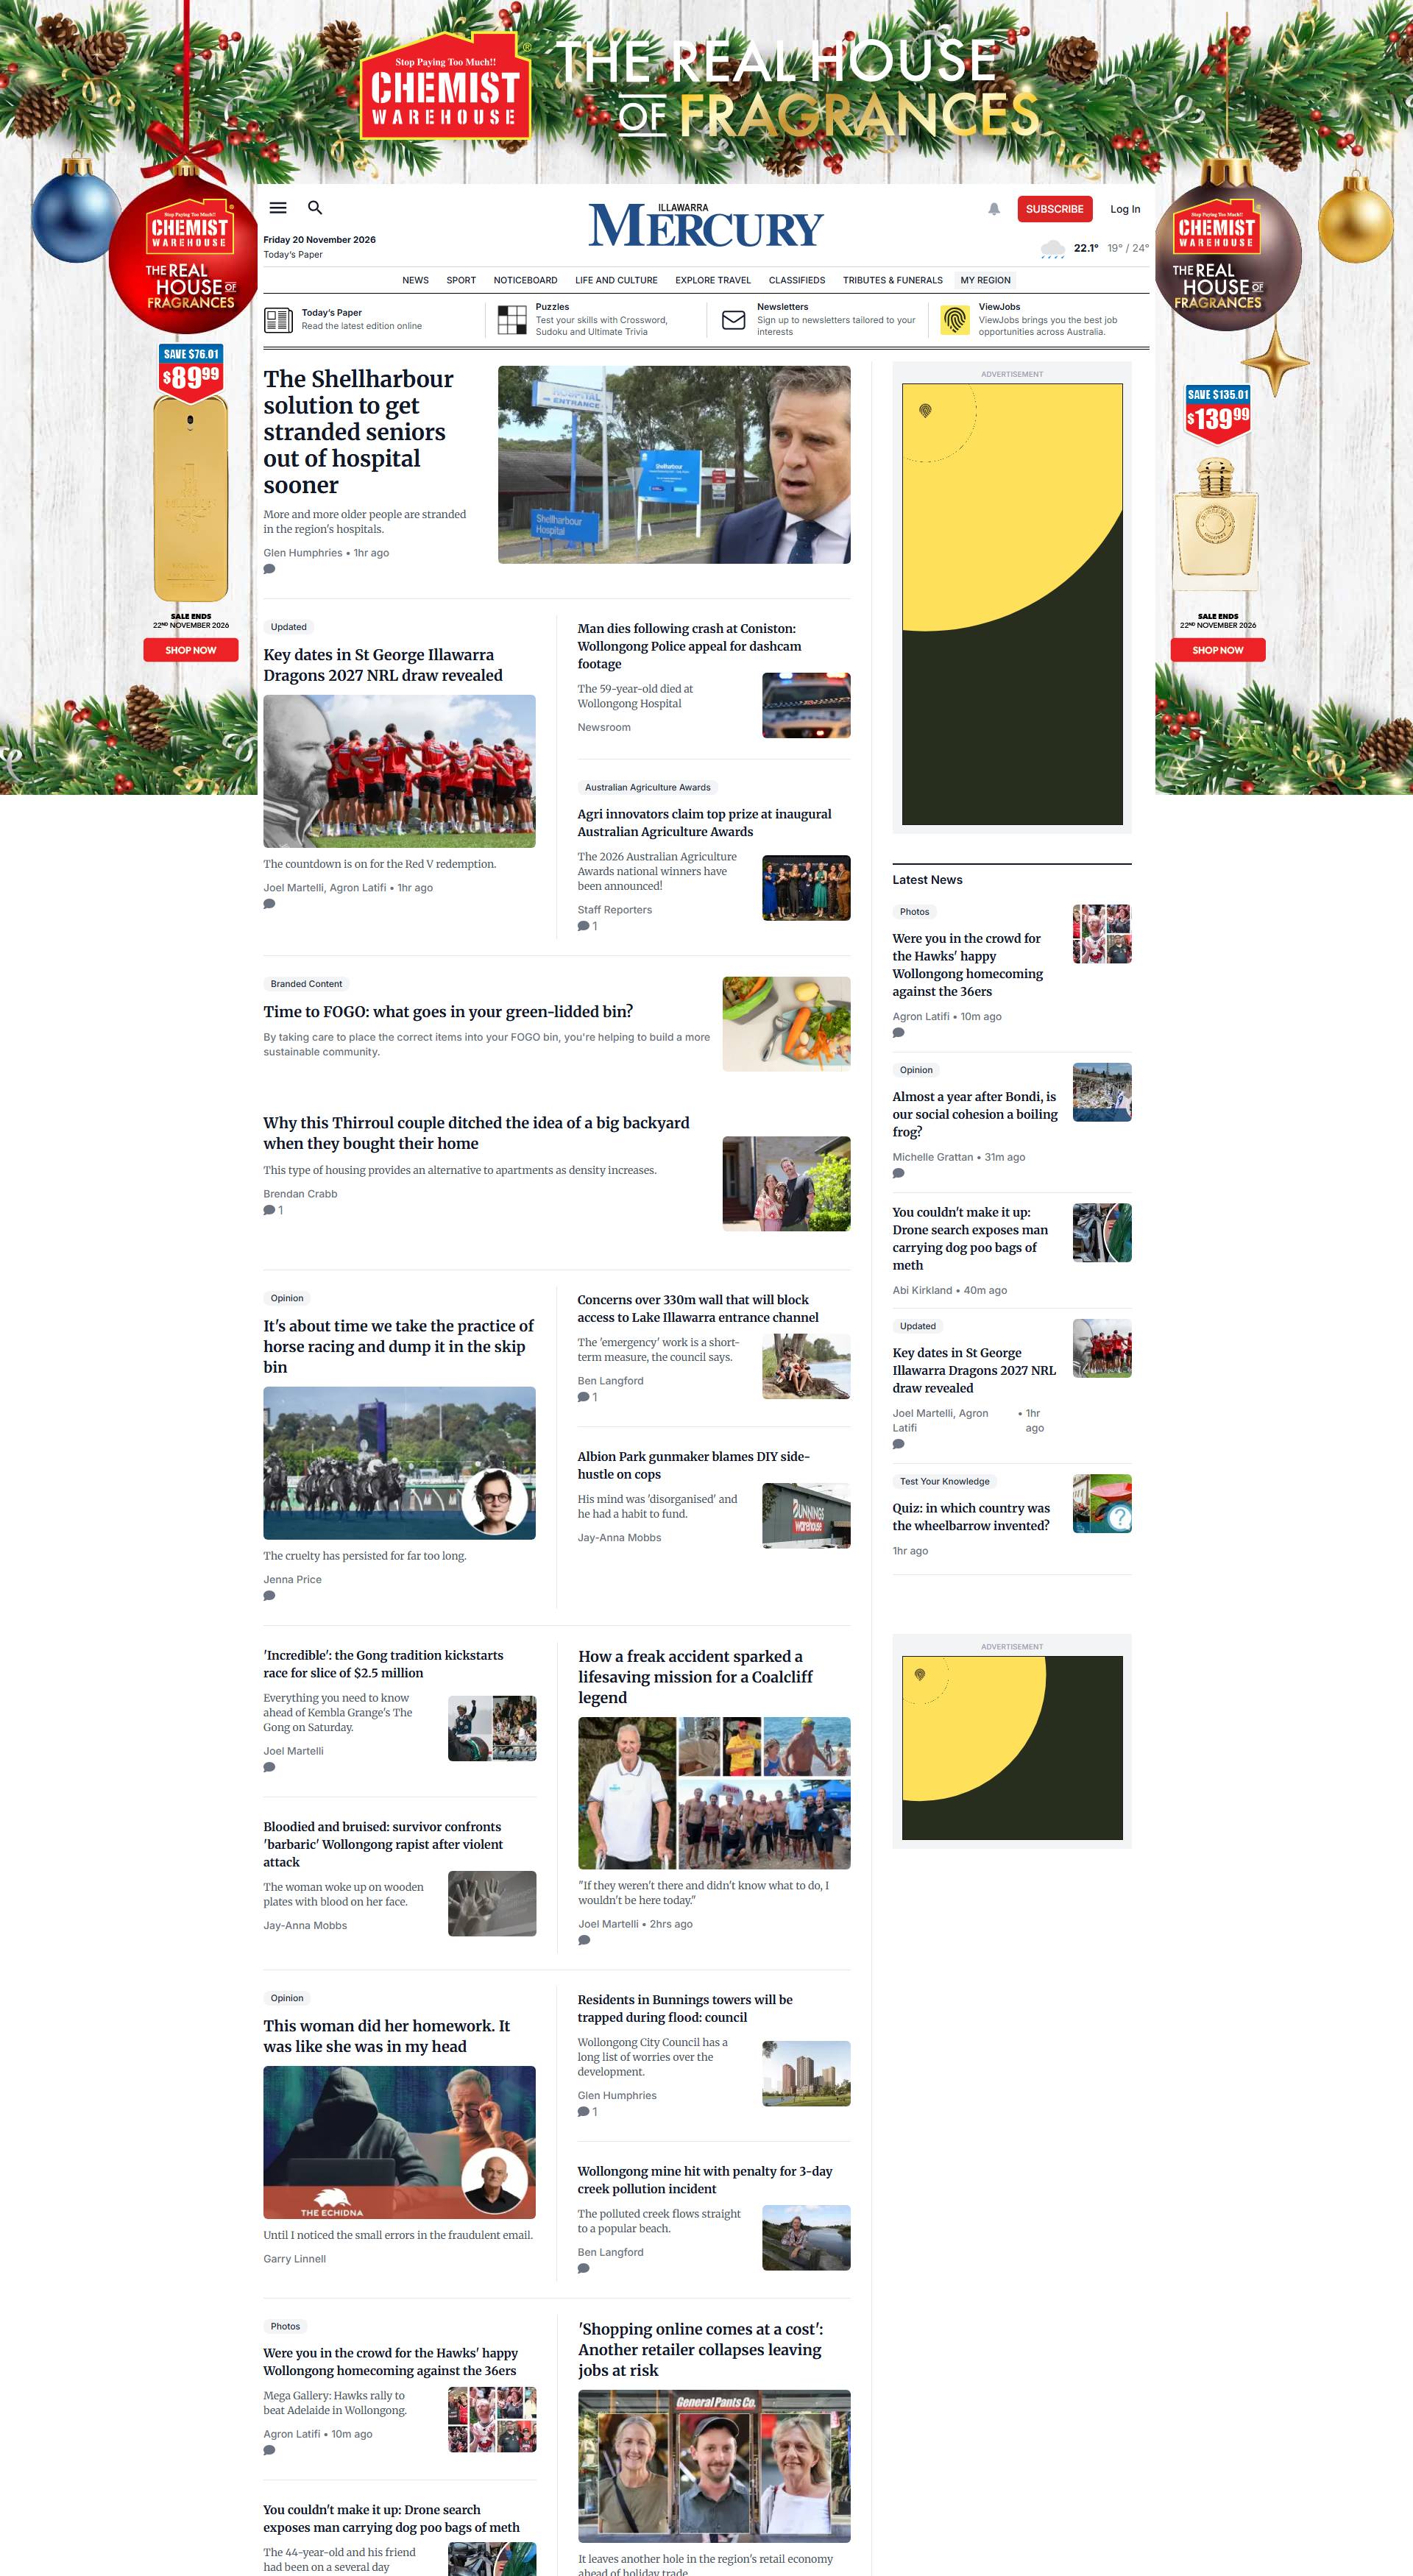 Stop Paying Too Much!!
CHEMIST
WAREHOUSE
THE REAL HOUSE
OF FRAGRANCES
Stop Paying Too Much!!
CHEMIST
WAREHOUSE
THE REAL
HOUSE OF
FRAGRANCES
SAVE $76.01
$89.99
SALE ENDS
22ND NOVEMBER 2026
SHOP NOW
Stop Paying Too Much!!
CHEMIST
WAREHOUSE
THE REAL
HOUSE OF
FRAGRANCES
SAVE $135.01
$139.99
SALE ENDS
22ND NOVEMBER 2026
SHOP NOW
ILLAWARRA
MERCURY
SUBSCRIBE
Log In
Friday 20 November 2026
Today's Paper
22.1° 19° / 24°
NEWS SPORT NOTICEBOARD LIFE AND CULTURE EXPLORE TRAVEL CLASSIFIEDS TRIBUTES & FUNERALS MY REGION
Today's Paper
Read the latest edition online
Puzzles
Test your skills with Crossword,
Sudoku and Ultimate Trivia
Newsletters
Sign up to newsletters tailored to your
interests
ViewJobs
ViewJobs brings you the best job
opportunities across Australia.
The Shellharbour
solution to get
stranded seniors
out of hospital
sooner
More and more older people are stranded
in the region's hospitals.
Glen Humphries • 1hr ago
HOSPITAL
ENTRANCE
Shellharbour
Shellharbour
Hospital
Updated
Key dates in St George Illawarra
Dragons 2027 NRL draw revealed
The countdown is on for the Red V redemption.
Joel Martelli, Agron Latifi • 1hr ago
Man dies following crash at Coniston:
Wollongong Police appeal for dashcam
footage
The 59-year-old died at
Wollongong Hospital
Newsroom
Australian Agriculture Awards
Agri innovators claim top prize at inaugural
Australian Agriculture Awards
The 2026 Australian Agriculture
Awards national winners have
been announced!
Staff Reporters
1
Branded Content
Time to FOGO: what goes in your green-lidded bin?
By taking care to place the correct items into your FOGO bin, you're helping to build a more
sustainable community.
Why this Thirroul couple ditched the idea of a big backyard
when they bought their home
This type of housing provides an alternative to apartments as density increases.
Brendan Crabb
1
Opinion
It's about time we take the practice of
horse racing and dump it in the skip
bin
The cruelty has persisted for far too long.
Jenna Price
Concerns over 330m wall that will block
access to Lake Illawarra entrance channel
The 'emergency' work is a short-
term measure, the council says.
Ben Langford
1
Albion Park gunmaker blames DIY side-
hustle on cops
His mind was 'disorganised' and
he had a habit to fund.
Jay-Anna Mobbs
BUNNINGS
warehouse
'Incredible': the Gong tradition kickstarts
race for slice of $2.5 million
Everything you need to know
ahead of Kembla Grange's The
Gong on Saturday.
Joel Martelli
Bloodied and bruised: survivor confronts
'barbaric' Wollongong rapist after violent
attack
The woman woke up on wooden
plates with blood on her face.
Jay-Anna Mobbs
How a freak accident sparked a
lifesaving mission for a Coalcliff
legend
FINISH
"If they weren't there and didn't know what to do, I
wouldn't be here today."
Joel Martelli • 2hrs ago
Opinion
This woman did her homework. It
was like she was in my head
THE ECHIDNA
Until I noticed the small errors in the fraudulent email.
Garry Linnell
Residents in Bunnings towers will be
trapped during flood: council
Wollongong City Council has a
long list of worries over the
development.
Glen Humphries
1
Wollongong mine hit with penalty for 3-day
creek pollution incident
The polluted creek flows straight
to a popular beach.
Ben Langford
Photos
Were you in the crowd for the Hawks' happy
Wollongong homecoming against the 36ers
Mega Gallery: Hawks rally to
beat Adelaide in Wollongong.
Agron Latifi • 10m ago
You couldn't make it up: Drone search
exposes man carrying dog poo bags of meth
The 44-year-old and his friend
had been on a several day
'Shopping online comes at a cost':
Another retailer collapses leaving
jobs at risk
General Pants Co.
It leaves another hole in the region's retail economy
ahead of holiday trade
ADVERTISEMENT
Latest News
Photos
Were you in the crowd for
the Hawks' happy
Wollongong homecoming
against the 36ers
Agron Latifi • 10m ago
Opinion
Almost a year after Bondi, is
our social cohesion a boiling
frog?
Michelle Grattan • 31m ago
You couldn't make it up:
Drone search exposes man
carrying dog poo bags of
meth
Abi Kirkland • 40m ago
Updated
Key dates in St George
Illawarra Dragons 2027 NRL
draw revealed
Joel Martelli, Agron
Latifi
• 1hr
ago
Test Your Knowledge
Quiz: in which country was
the wheelbarrow invented?
1hr ago
ADVERTISEMENT